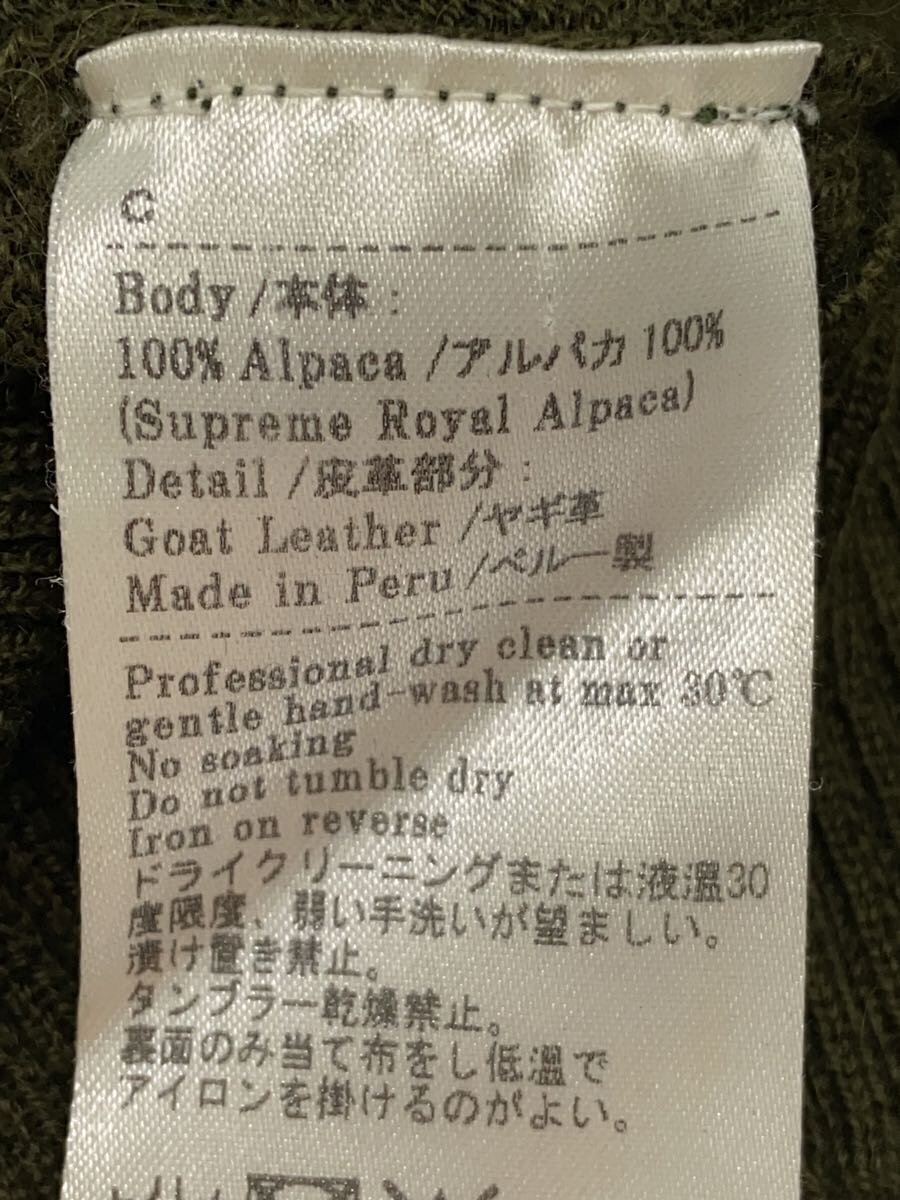 C
Body /本体 :
100% Alpaca /アルパカ 100%
(Supreme Royal Alpaca)
Detail /皮革部分 :
Goat Leather /ヤギ革
Made in Peru /ペルー製
Professional dry clean or
gentle hand-wash at max 30℃
No soaking
Do not tumble dry
Iron on reverse
ドライクリーニングまたは液温30
度限度、弱い手洗いが望ましい。
漬け置き禁止。
タンブラー乾燥禁止。
裏面のみ当て布をし低温で
アイロンを掛けるのがよい。